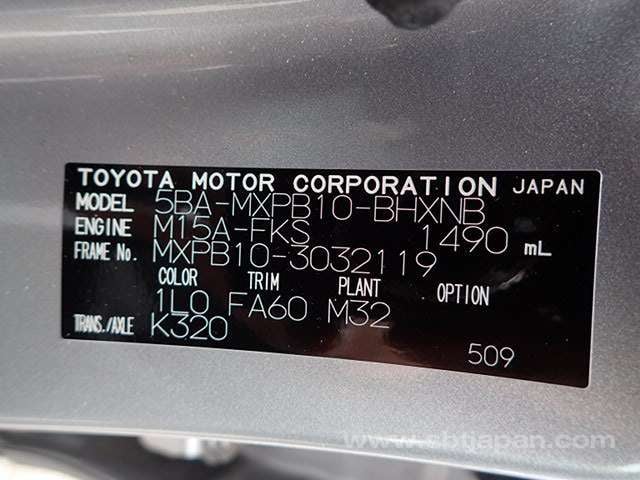 TOYOTA MOTOR CORPORATION JAPAN
MODEL 5BA-MXPB10-BHXNB
ENGINE M15A-FKS 1490 mL
FRAME No. MXPB10-3032119
COLOR TRIM PLANT OPTION
1L0 FA60 M32
TRANS./AXLE K320
509
www.sbtjapan.com